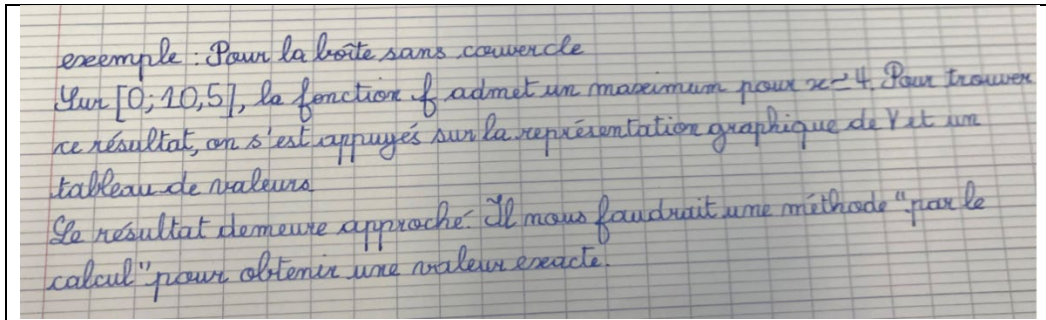 exemple : Pour la boîte sans couvercle
Sur [0; 10,5], la fonction f admet un maximum pour x = 4. Pour trouver
ce résultat, on s'est appuyés sur la représentation graphique de V et un
tableau de valeurs
Le résultat demeure approché. Il nous faudrait une méthode "par le
calcul" pour obtenir une valeur exacte.